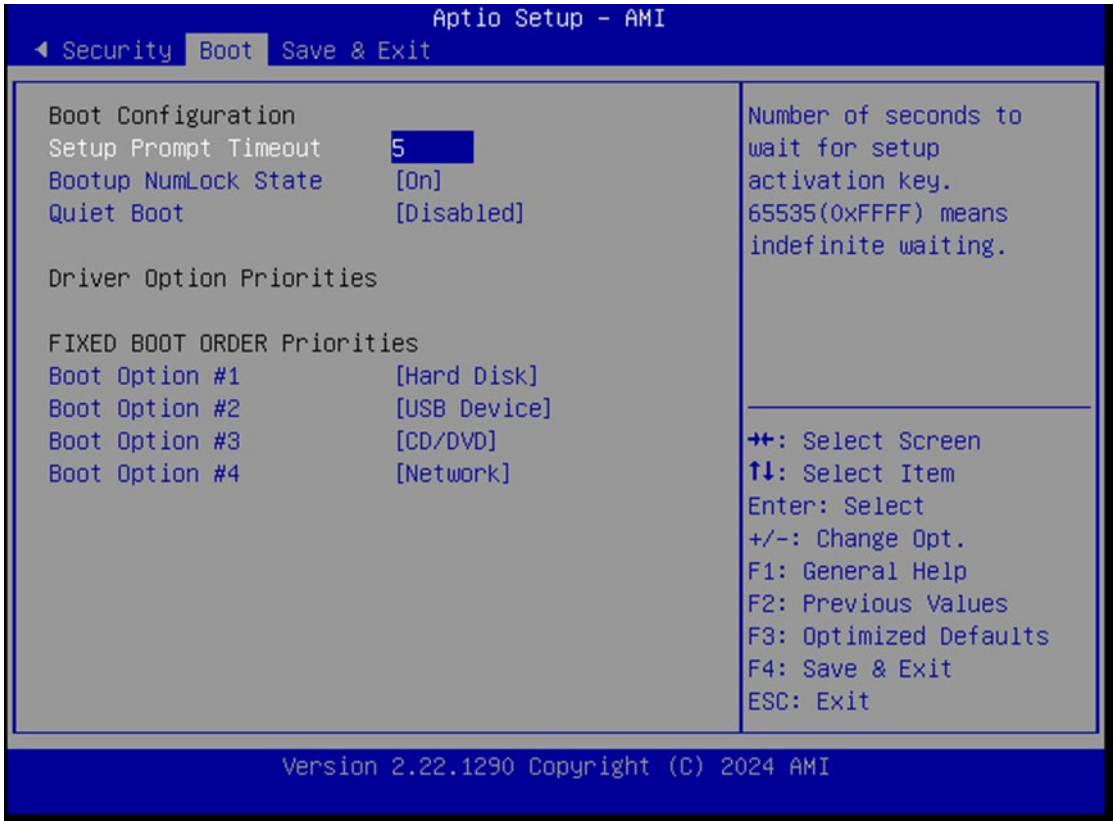 Aptio Setup – AMI
◄ Security Boot Save & Exit
Boot Configuration
Setup Prompt Timeout 5
Bootup NumLock State [On]
Quiet Boot [Disabled]
Driver Option Priorities
FIXED BOOT ORDER Priorities
Boot Option #1 [Hard Disk]
Boot Option #2 [USB Device]
Boot Option #3 [CD/DVD]
Boot Option #4 [Network]
Number of seconds to
wait for setup
activation key.
65535(0xFFFF) means
indefinite waiting.
→←: Select Screen
↑↓: Select Item
Enter: Select
+/-: Change Opt.
F1: General Help
F2: Previous Values
F3: Optimized Defaults
F4: Save & Exit
ESC: Exit
Version 2.22.1290 Copyright (C) 2024 AMI